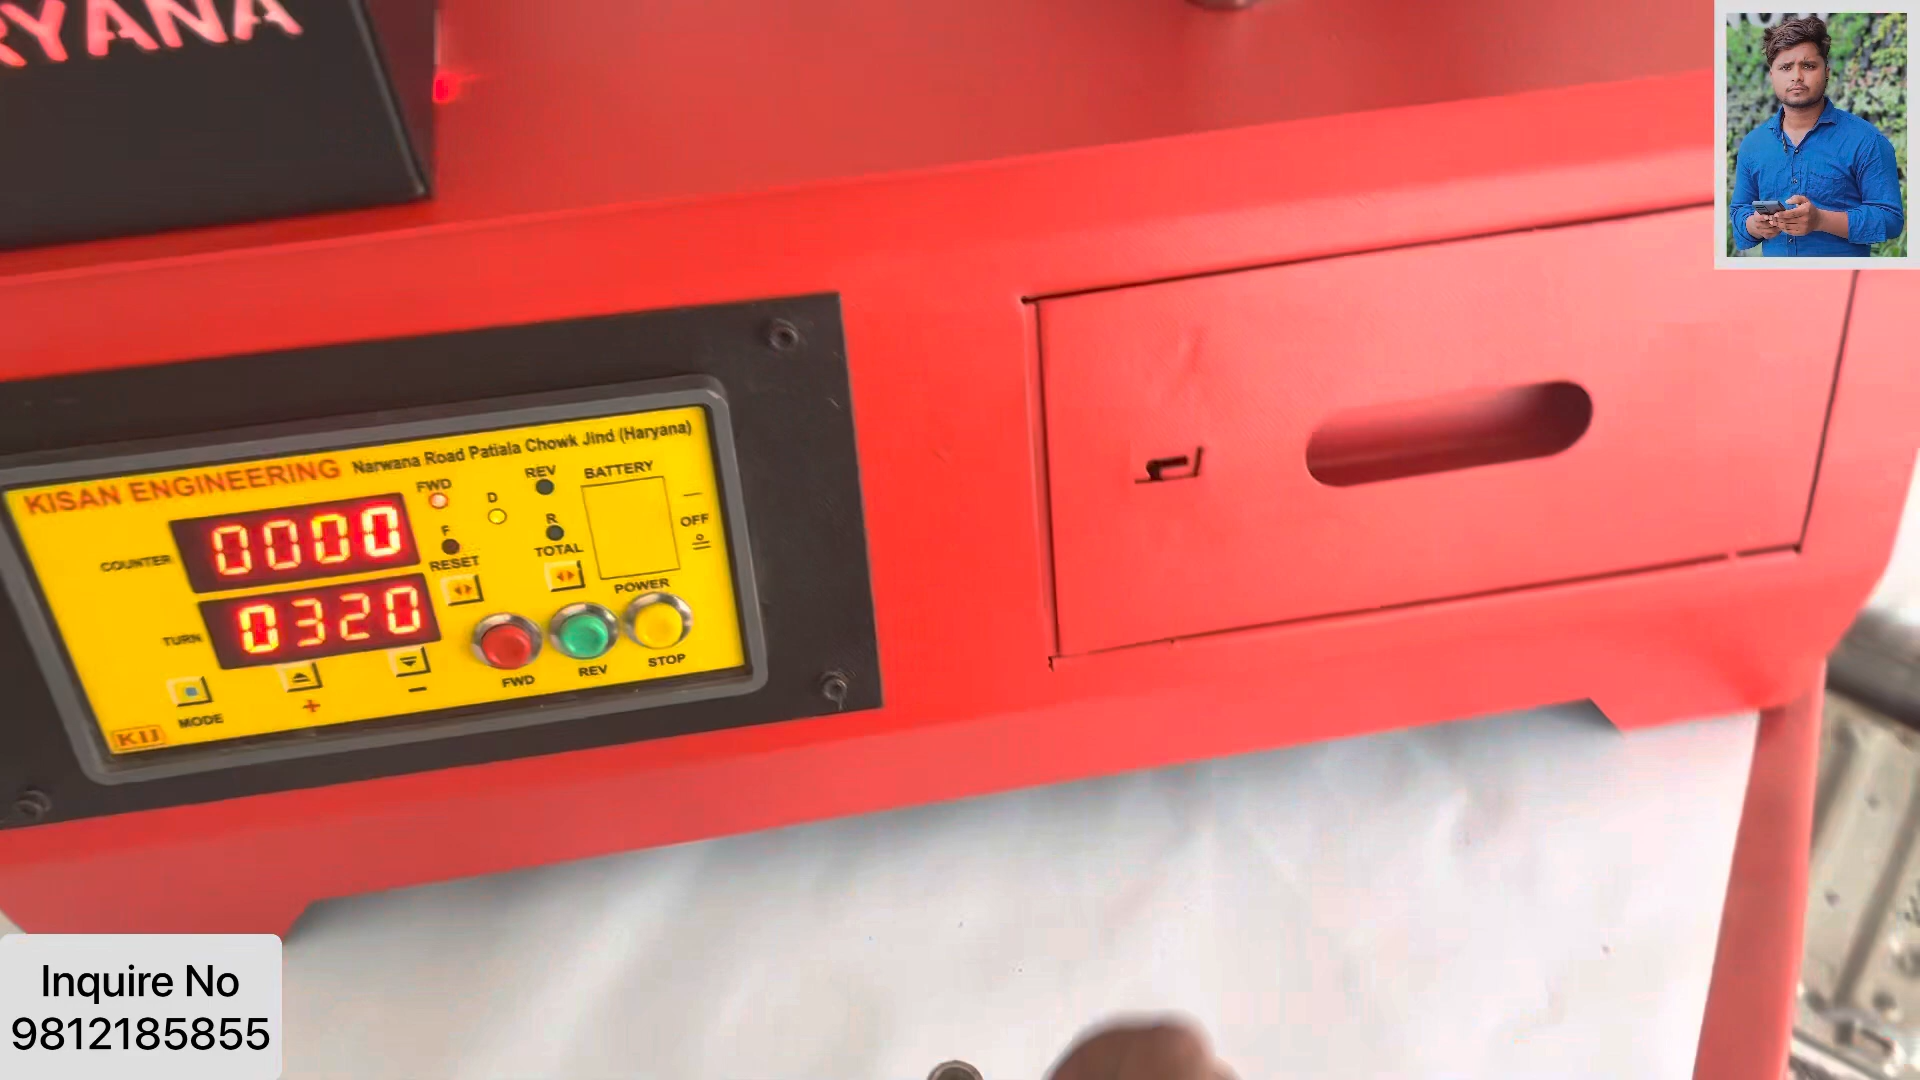 RYANA
KISAN ENGINEERING Narwana Road Patiala Chowk Jind (Haryana)
FWD
D
REV
BATTERY
COUNTER
0000
F
R
OFF
RESET
TOTAL
TURN
0320
POWER
FWD
REV
STOP
MODE
+
−
KIJ
Inquire No
9812185855